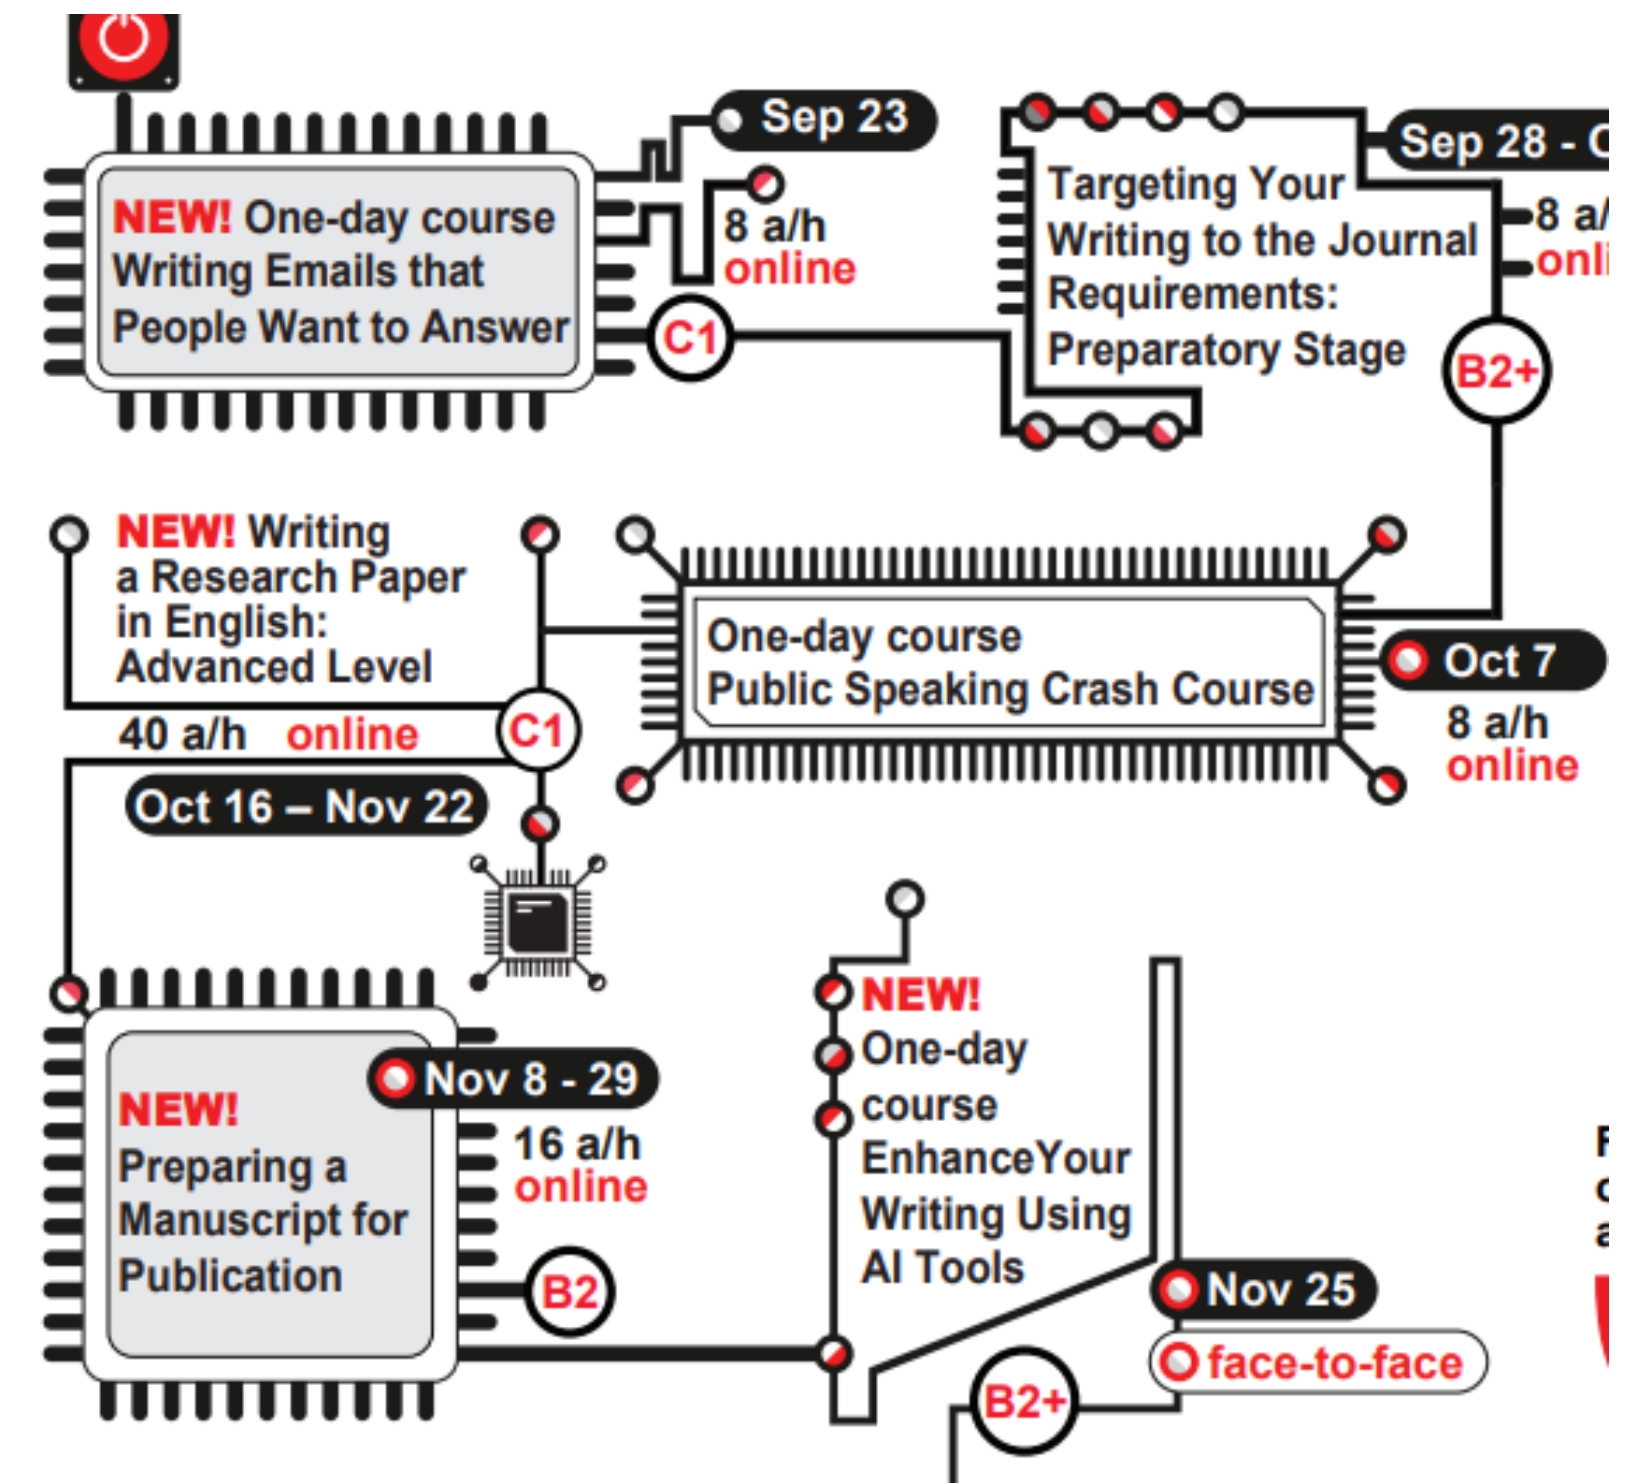 Sep 23
NEW! One-day course
Writing Emails that
People Want to Answer
8 a/h
online
C1
Sep 28 -
Targeting Your
Writing to the Journal
Requirements:
Preparatory Stage
8
B2+
NEW! Writing
a Research Paper
in English:
Advanced Level
40 a/h online
C1
Oct 16 – Nov 22
One-day course
Public Speaking Crash Course
Oct 7
8 a/h
online
NEW!
Preparing a
Manuscript for
Publication
Nov 8 - 29
16 a/h
online
B2
NEW!
One-day
course
EnhanceYour
Writing Using
AI Tools
Nov 25
face-to-face
B2+